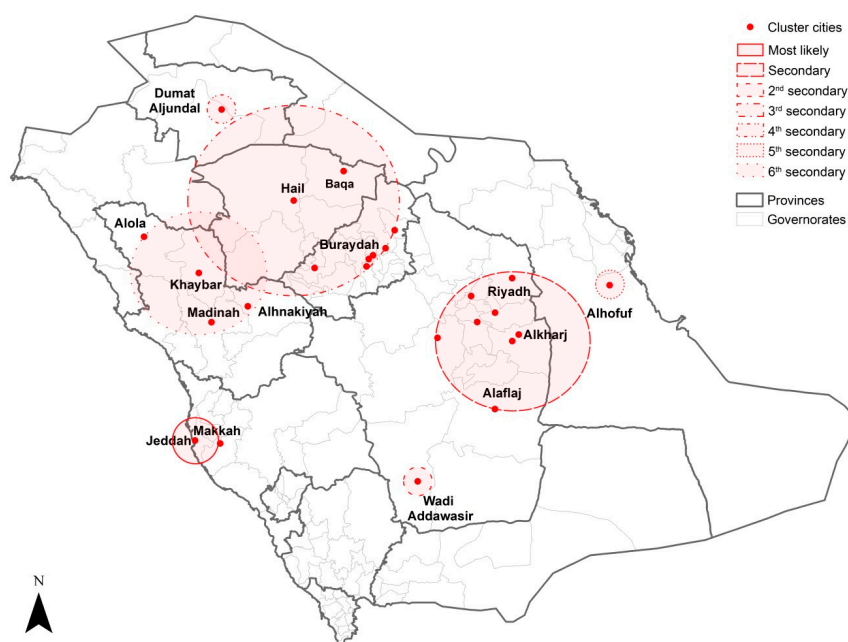 Cluster cities
Most likely
Secondary
2nd secondary
3rd secondary
4th secondary
5th secondary
6th secondary
Provinces
Governorates
Dumat
Aljundal
Baqa
Hail
Alola
Buraydah
Khaybar
Madinah
Alhnakiyah
Riyadh
Alhofuf
Alkharj
Alaflaj
Makkah
Jeddah
Wadi
Addawasir
N